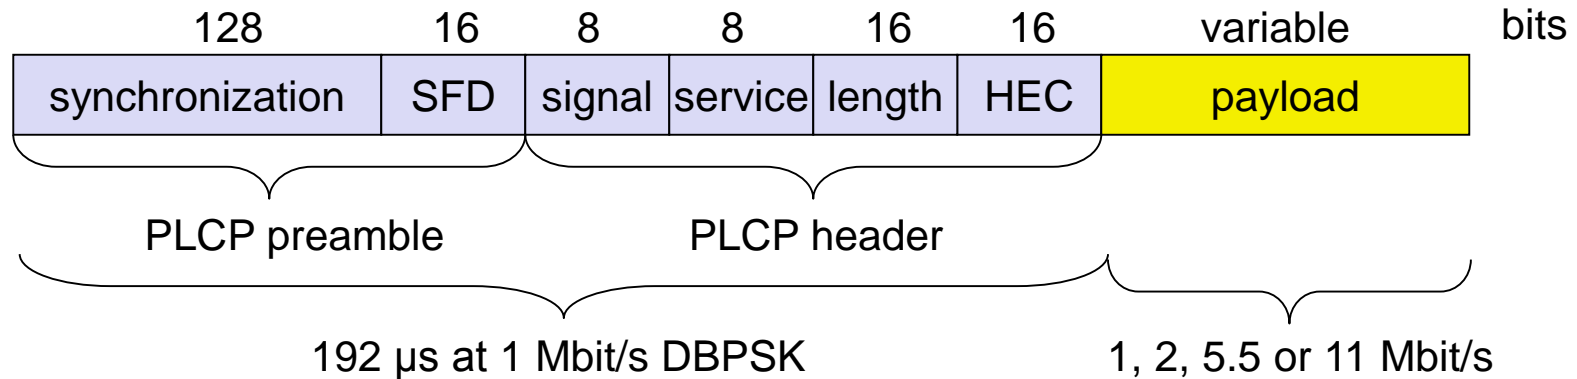 128 16 8 8 16 16 variable bits
synchronization SFD signal service length HEC payload
PLCP preamble PLCP header
192 μs at 1 Mbit/s DBPSK 1, 2, 5.5 or 11 Mbit/s